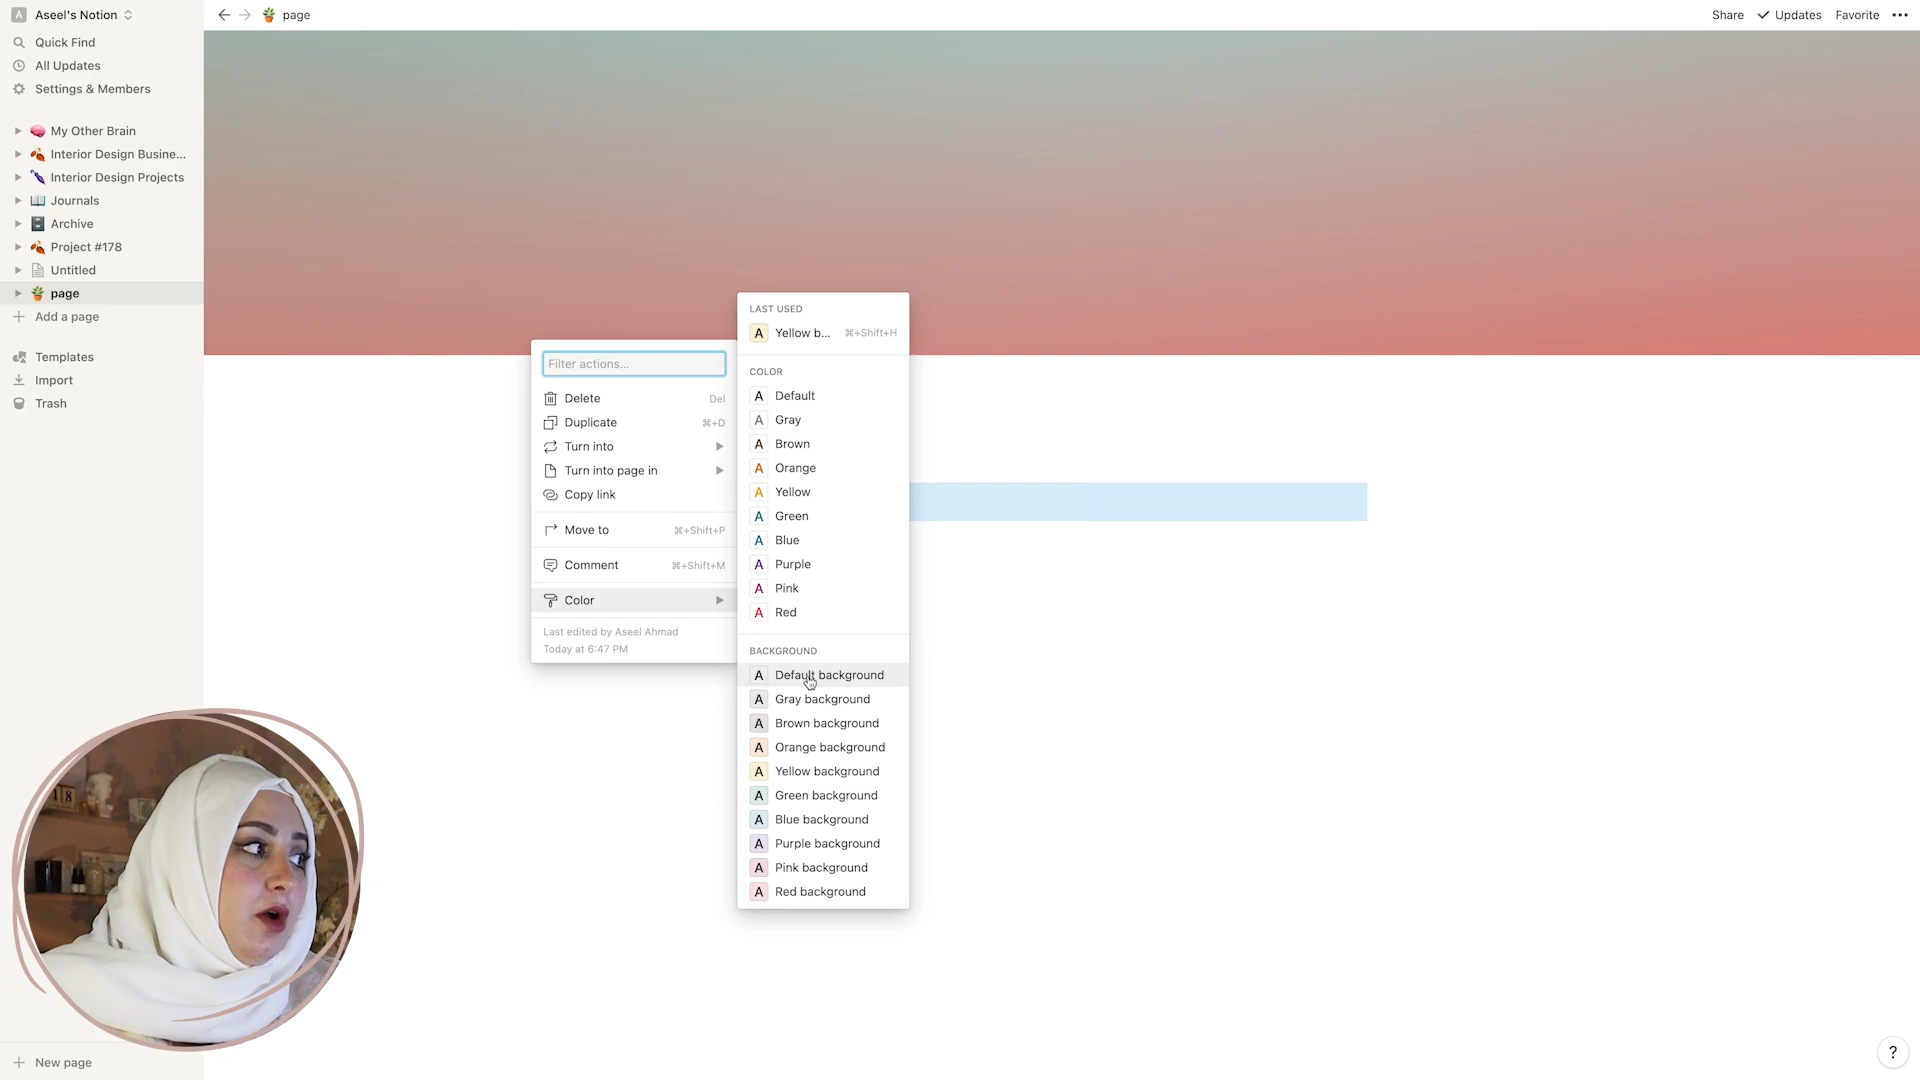 A Aseel's Notion
page
Share
Updates
Favorite
Quick Find
All Updates
Settings & Members
My Other Brain
Interior Design Busine...
Interior Design Projects
Journals
Archive
Project #178
Untitled
page
Add a page
Templates
Import
Trash
Filter actions...
Delete Del
Duplicate ⌘+D
Turn into
Turn into page in
Copy link
Move to ⌘+Shift+P
Comment ⌘+Shift+M
Color
Last edited by Aseel Ahmad
Today at 6:47 PM
LAST USED
A Yellow b... ⌘+Shift+H
COLOR
A Default
A Gray
A Brown
A Orange
A Yellow
A Green
A Blue
A Purple
A Pink
A Red
BACKGROUND
A Default background
A Gray background
A Brown background
A Orange background
A Yellow background
A Green background
A Blue background
A Purple background
A Pink background
A Red background
18
New page
?